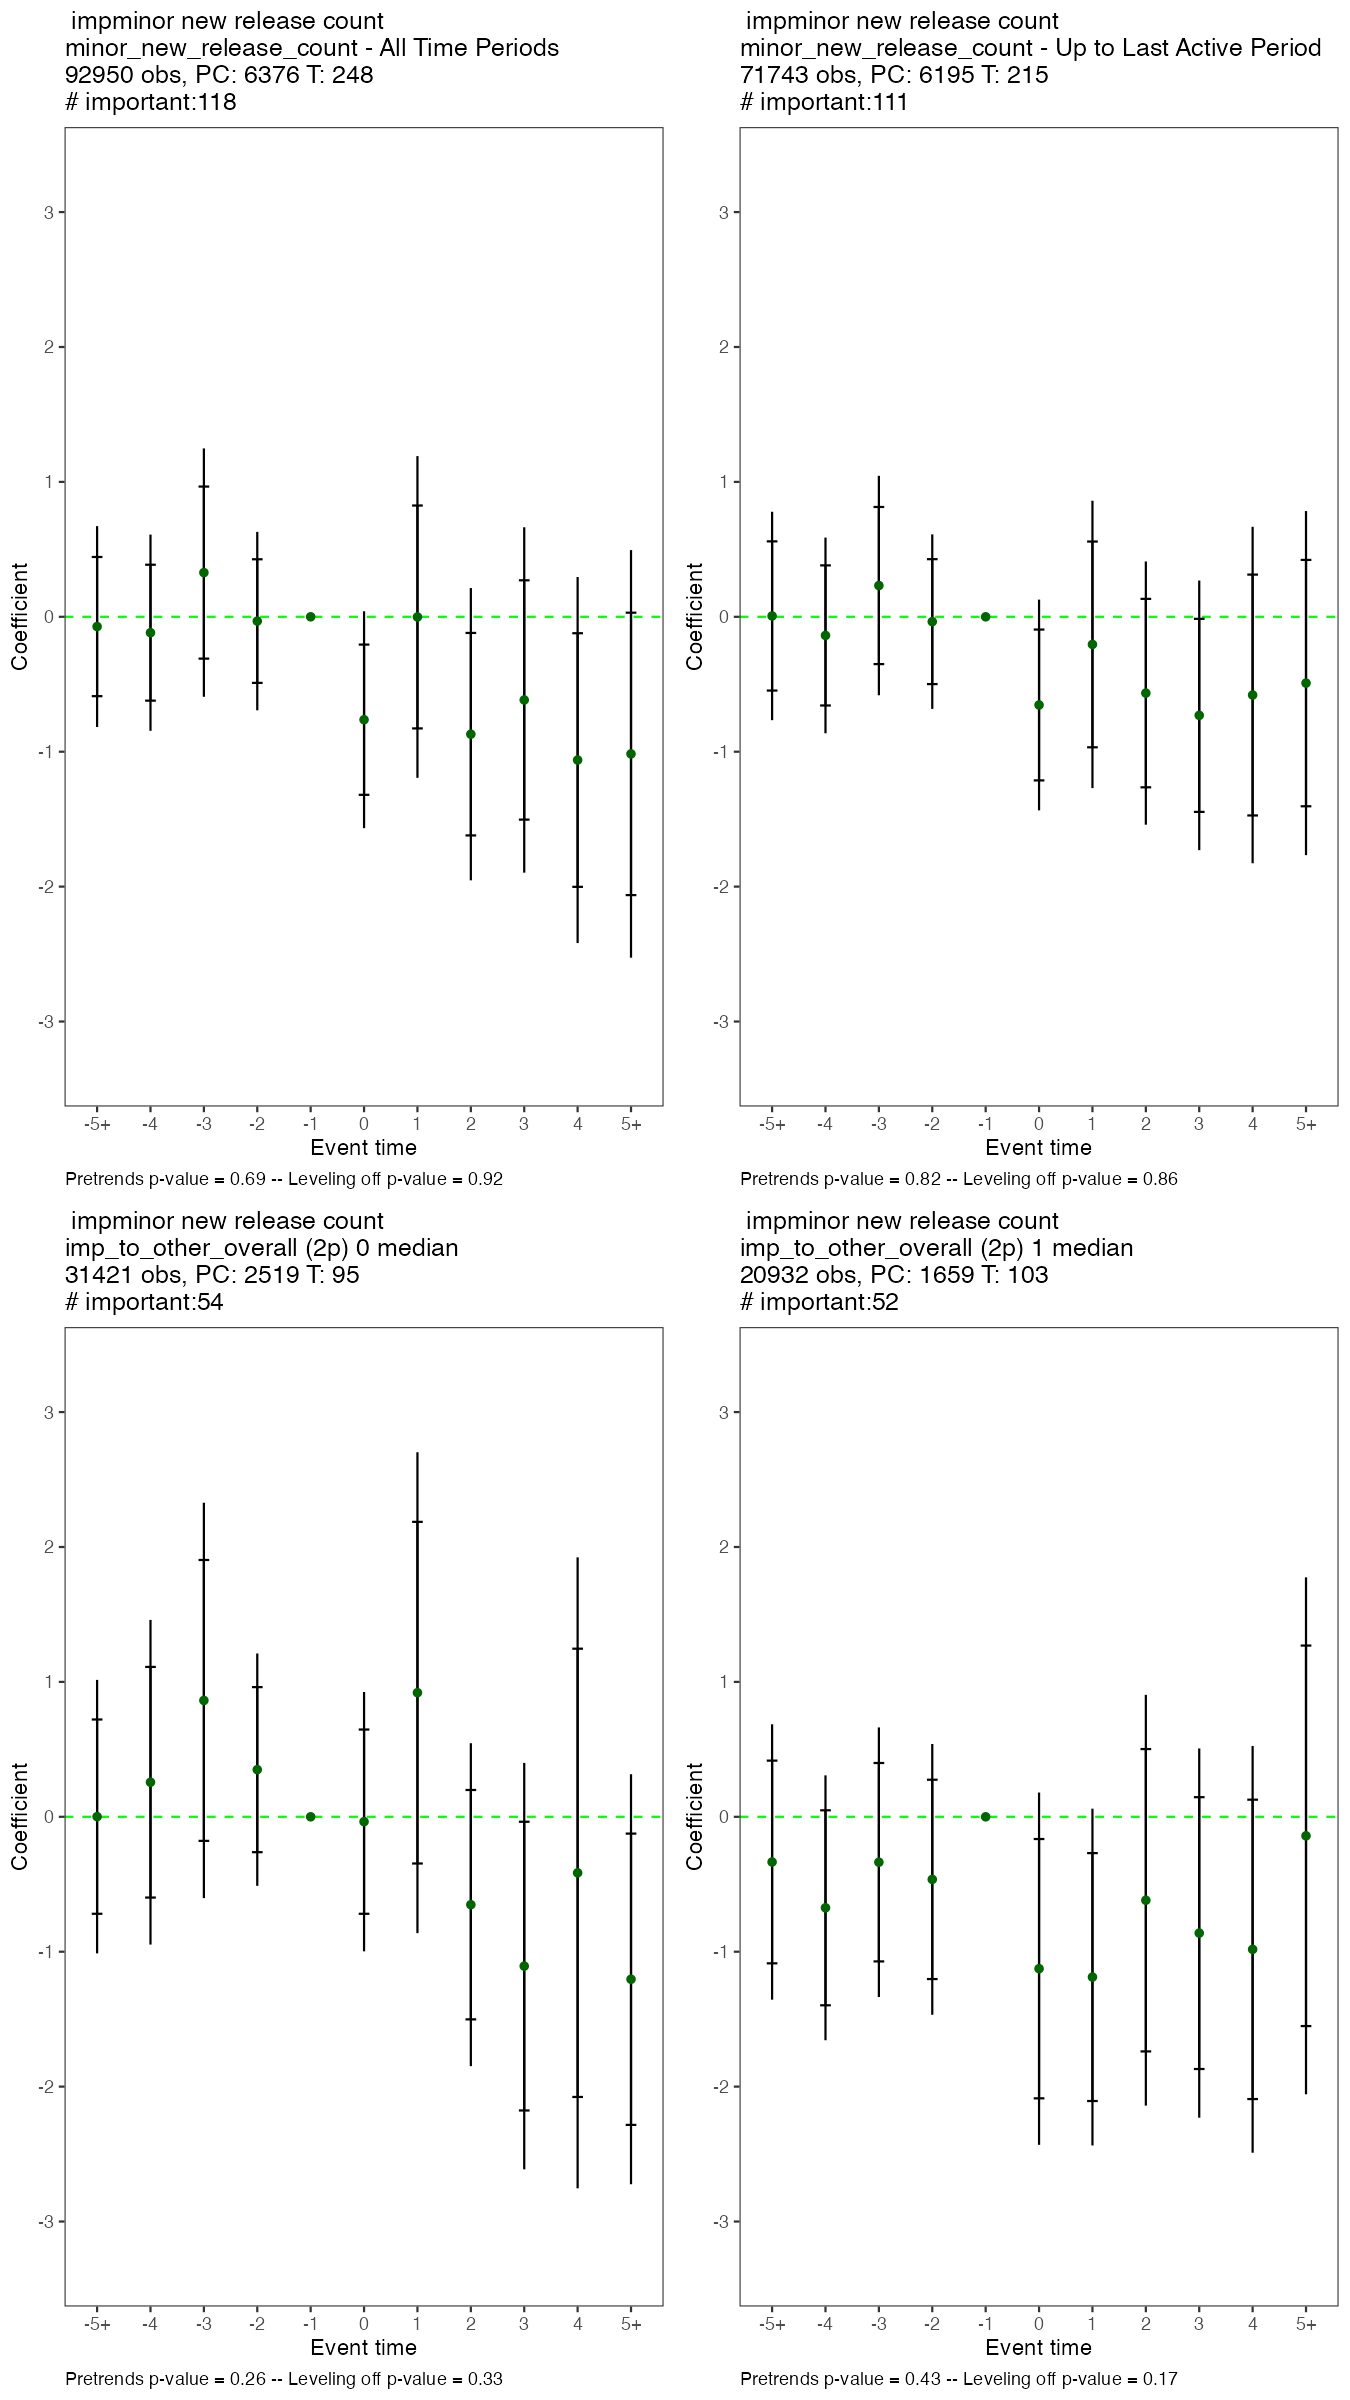 impminor new release count
minor_new_release_count - All Time Periods
92950 obs, PC: 6376 T: 248
# important:118
3
2
1
0
-1
-2
-3
Coefficient
-5+ -4 -3 -2 -1 0 1 2 3 4 5+
Event time
Pretrends p-value = 0.69 -- Leveling off p-value = 0.92
impminor new release count
minor_new_release_count - Up to Last Active Period
71743 obs, PC: 6195 T: 215
# important:111
3
2
1
0
-1
-2
-3
Coefficient
-5+ -4 -3 -2 -1 0 1 2 3 4 5+
Event time
Pretrends p-value = 0.82 -- Leveling off p-value = 0.86
impminor new release count
imp_to_other_overall (2p) 0 median
31421 obs, PC: 2519 T: 95
# important:54
3
2
1
0
-1
-2
-3
Coefficient
-5+ -4 -3 -2 -1 0 1 2 3 4 5+
Event time
Pretrends p-value = 0.26 -- Leveling off p-value = 0.33
impminor new release count
imp_to_other_overall (2p) 1 median
20932 obs, PC: 1659 T: 103
# important:52
3
2
1
0
-1
-2
-3
Coefficient
-5+ -4 -3 -2 -1 0 1 2 3 4 5+
Event time
Pretrends p-value = 0.43 -- Leveling off p-value = 0.17